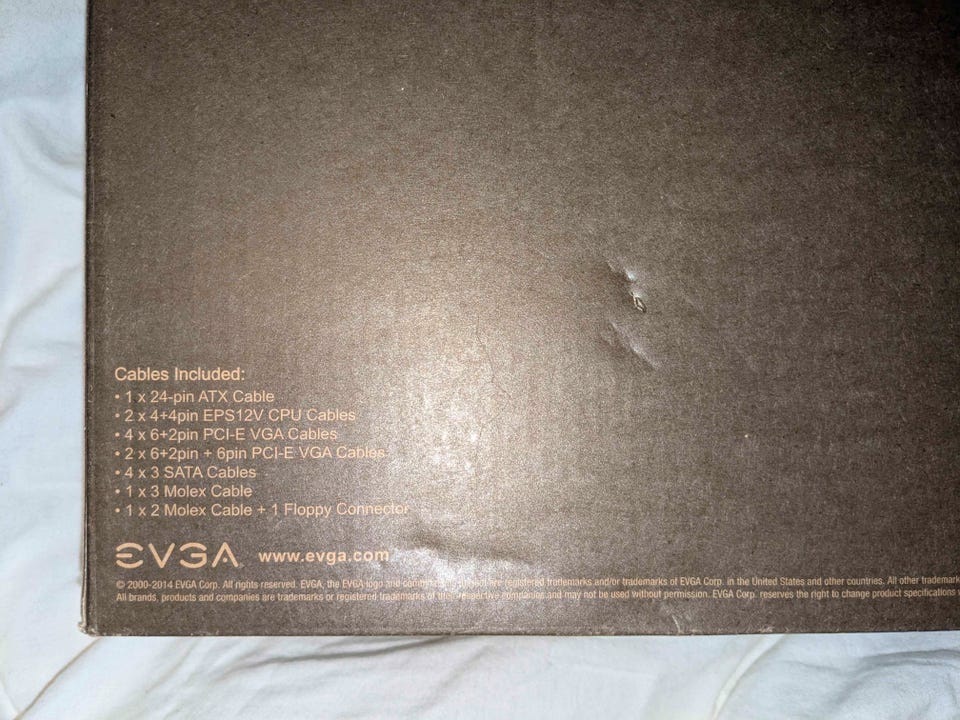 Cables Included:
• 1 x 24-pin ATX Cable
• 2 x 4+4pin EPS12V CPU Cables
• 4 x 6+2pin PCI-E VGA Cables
• 2 x 6+2pin + 6pin PCI-E VGA Cables
• 4 x 3 SATA Cables
• 1 x 3 Molex Cable
• 1 x 2 Molex Cable + 1 Floppy Connector
EVGA www.evga.com
© 2000-2014 EVGA Corp. All rights reserved. EVGA, the EVGA logo and are registered trademarks and/or trademarks of EVGA Corp. in the United States and other countries. All other
All brands, products and companies are trademarks or registered trademarks of their respective companies and may not be used without permission. EVGA Corp. reserves the right to change product specifications